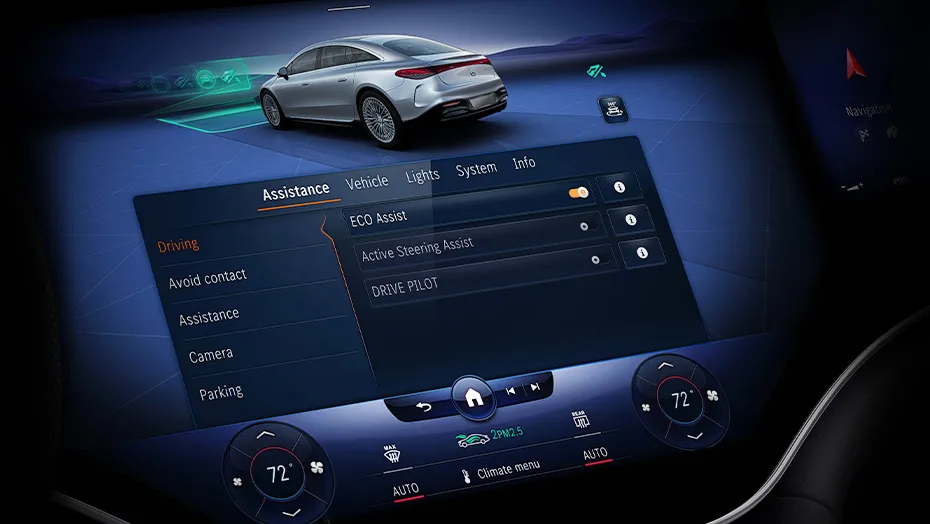 Navigation
Assistance Vehicle Lights System Info
Driving
Avoid contact
Assistance
Camera
Parking
ECO Assist
Active Steering Assist
DRIVE PILOT
72°
MAX
AUTO
2PM2.5
Climate menu
REAR
AUTO
72°